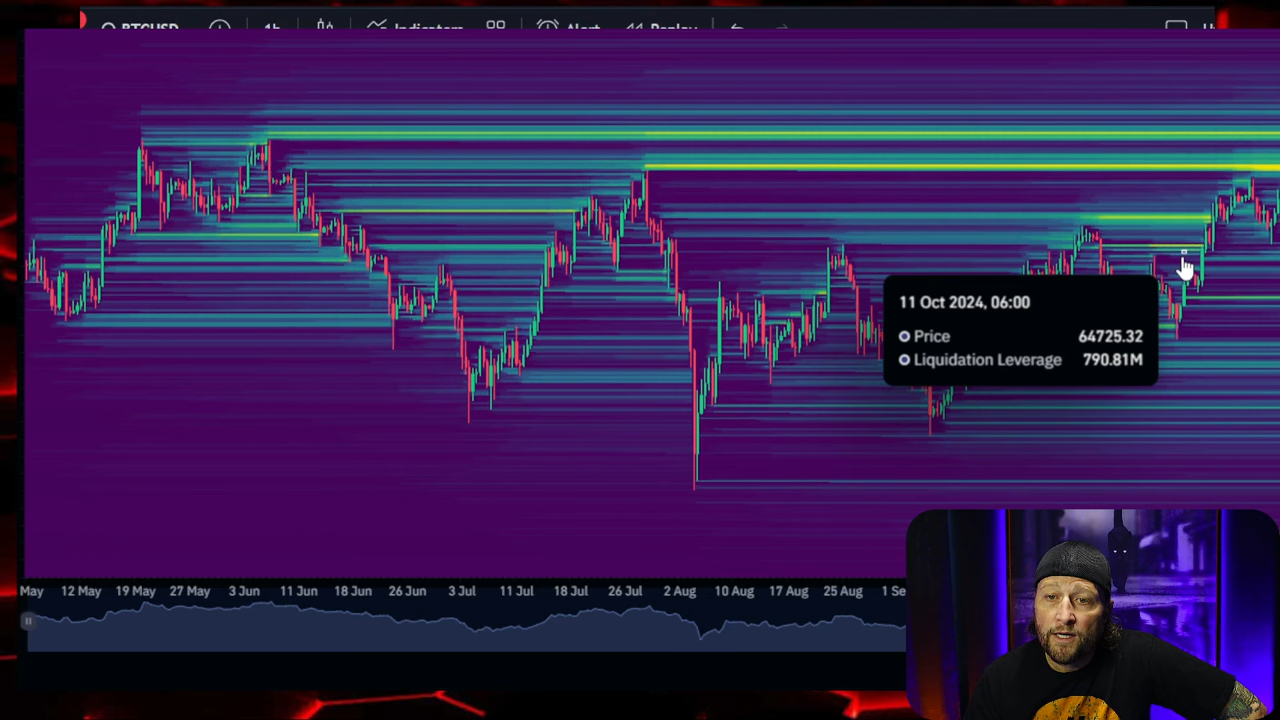 BTCUSD 1h Indicators Alert Replay
11 Oct 2024, 06:00
Price 64725.32
Liquidation Leverage 790.81M
May 12 May 19 May 27 May 3 Jun 11 Jun 18 Jun 26 Jun 3 Jul 11 Jul 18 Jul 26 Jul 2 Aug 10 Aug 17 Aug 25 Aug 1 Se